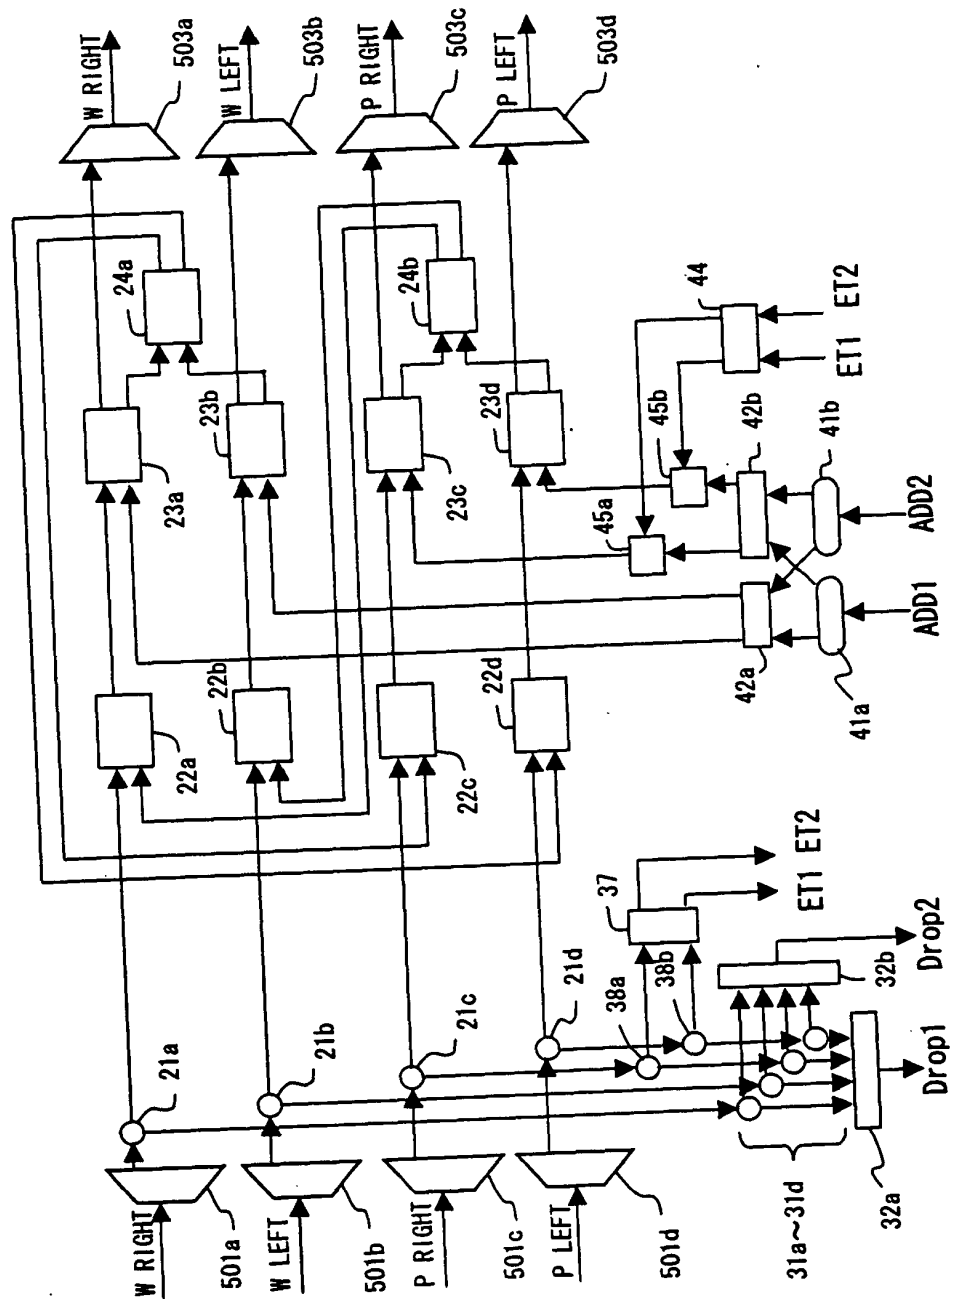 W RIGHT
503a
W LEFT
503b
P RIGHT
503c
P LEFT
503d
24a
24b
23a
23b
23c
23d
44
ET1
ET2
45a
45b
42a
42b
41a
41b
ADD1
ADD2
22a
22b
22c
22d
37
ET1
ET2
21a
21b
21c
21d
38a
38b
32b
Drop2
Drop1
32a
31a~31d
W RIGHT
501a
W LEFT
501b
P RIGHT
501c
P LEFT
501d